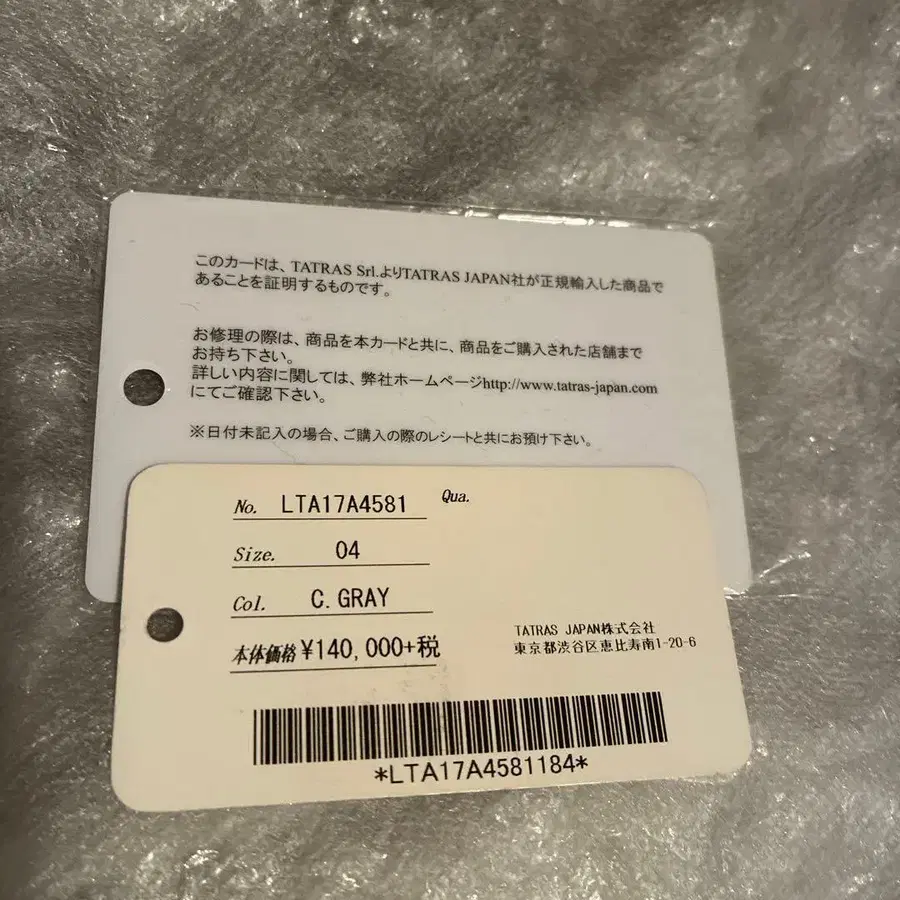 このカードは、TATRAS Srl.よりTATRAS JAPAN社が正規輸入した商品で
あることを証明するものです。
お修理の際は、商品を本カードと共に、商品をご購入された店舗まで
お持ち下さい。
詳しい内容に関しては、弊社ホームページhttp://www.tatras-japan.com
にてご確認下さい。
※日付未記入の場合、ご購入の際のレシートと共にお預け下さい。
No. LTA17A4581 Qua.
Size. 04
Col. C.GRAY
本体価格 ¥140,000+税
TATRAS JAPAN株式会社
東京都渋谷区恵比寿南1-20-6
*LTA17A4581184*